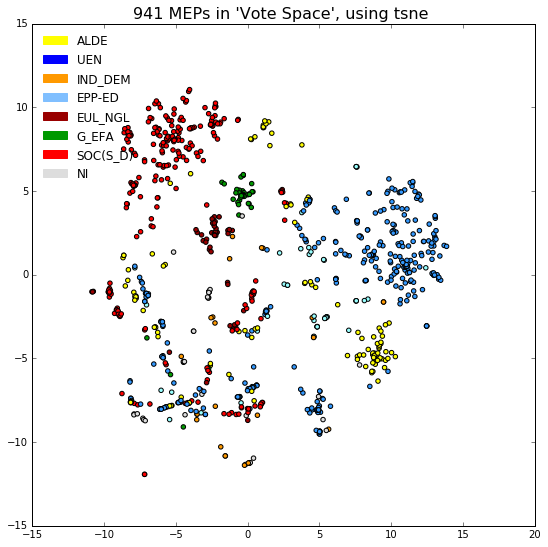 941 MEPs in 'Vote Space', using tsne
15
10
5
0
−5
−10
−15
ALDE
UEN
IND_DEM
EPP-ED
EUL_NGL
G_EFA
SOC(S_D)
NI
−15 −10 −5 0 5 10 15 20